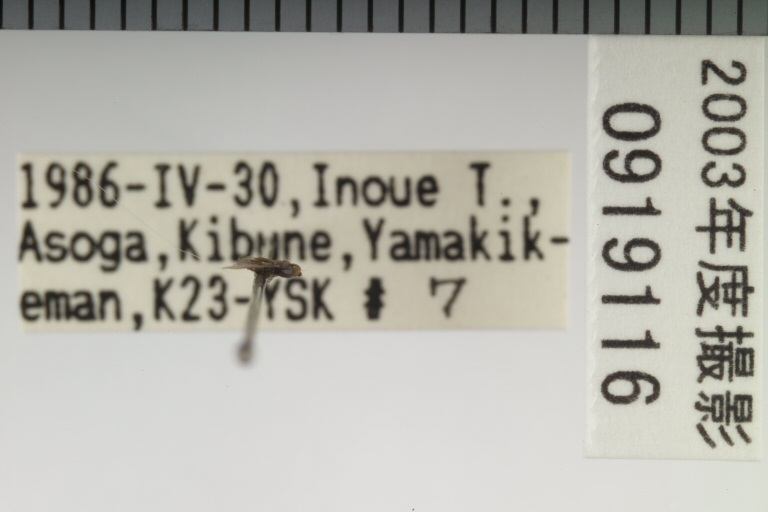 1986-IV-30, Inoue T.,
Asoga, Kibune, Yamakik-
eman, K23-YSK # 7
2003年度撮影
0919116